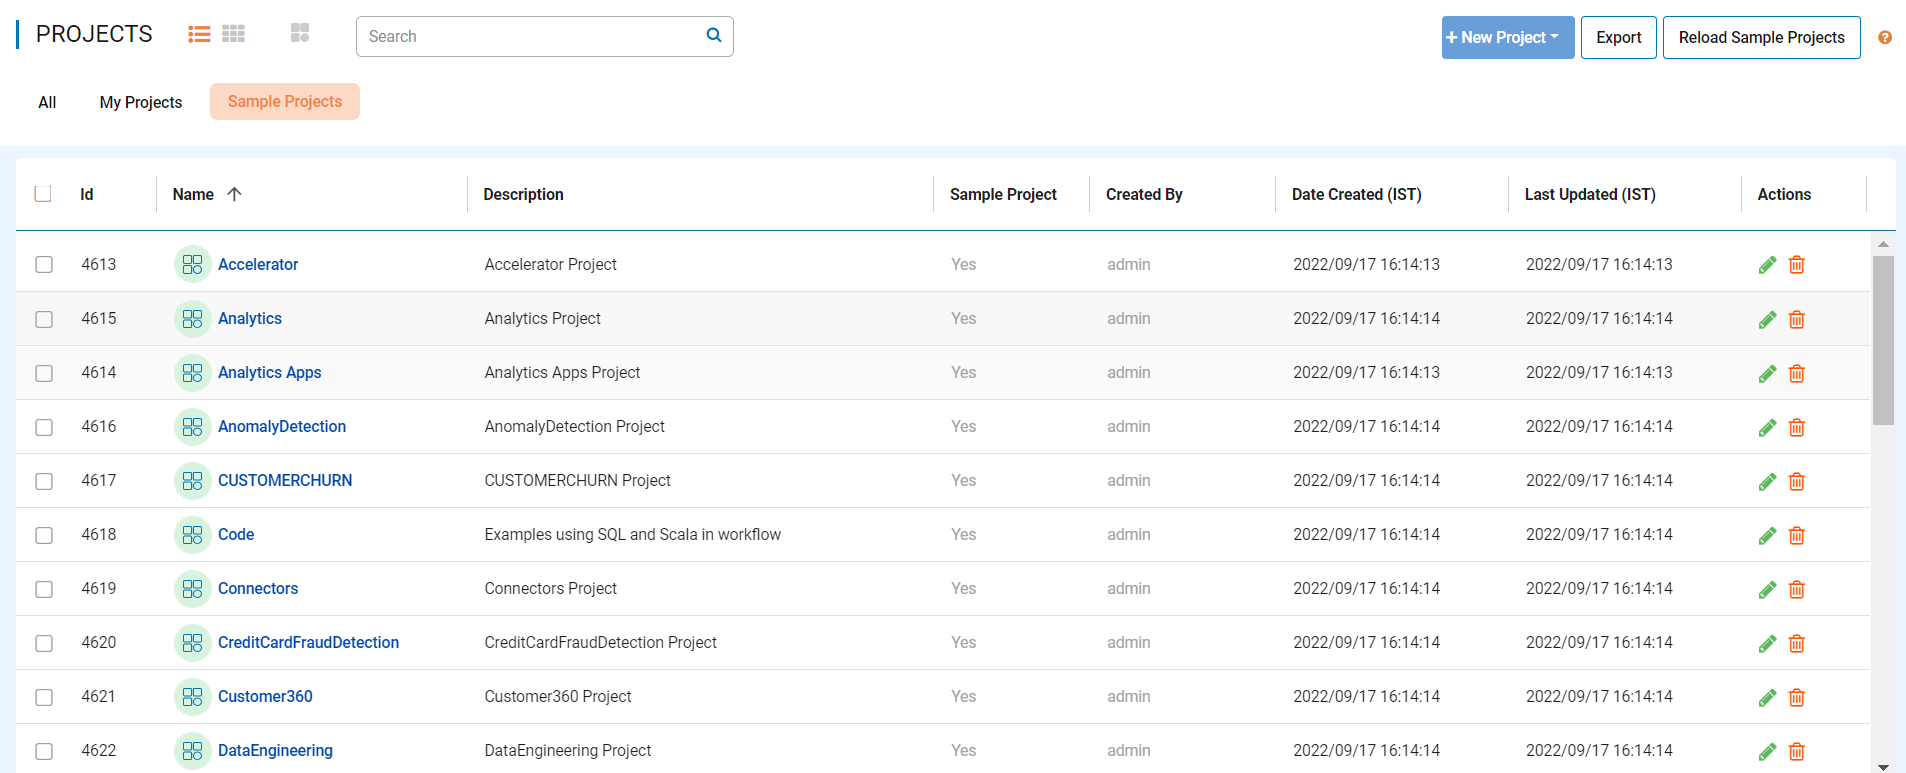 PROJECTS
Search
+ New Project
Export
Reload Sample Projects
?
All
My Projects
Sample Projects
Id Name Description Sample Project Created By Date Created (IST) Last Updated (IST) Actions
4613 Accelerator Accelerator Project Yes admin 2022/09/17 16:14:13 2022/09/17 16:14:13
4615 Analytics Analytics Project Yes admin 2022/09/17 16:14:14 2022/09/17 16:14:14
4614 Analytics Apps Analytics Apps Project Yes admin 2022/09/17 16:14:13 2022/09/17 16:14:13
4616 AnomalyDetection AnomalyDetection Project Yes admin 2022/09/17 16:14:14 2022/09/17 16:14:14
4617 CUSTOMERCHURN CUSTOMERCHURN Project Yes admin 2022/09/17 16:14:14 2022/09/17 16:14:14
4618 Code Examples using SQL and Scala in workflow Yes admin 2022/09/17 16:14:14 2022/09/17 16:14:14
4619 Connectors Connectors Project Yes admin 2022/09/17 16:14:14 2022/09/17 16:14:14
4620 CreditCardFraudDetection CreditCardFraudDetection Project Yes admin 2022/09/17 16:14:14 2022/09/17 16:14:14
4621 Customer360 Customer360 Project Yes admin 2022/09/17 16:14:14 2022/09/17 16:14:14
4622 DataEngineering DataEngineering Project Yes admin 2022/09/17 16:14:14 2022/09/17 16:14:14